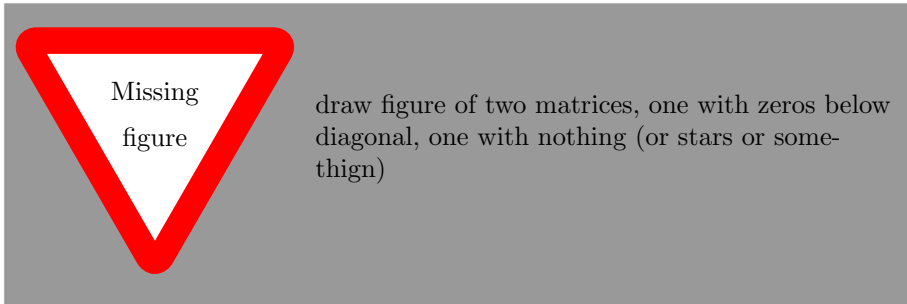 Missing
figure
draw figure of two matrices, one with zeros below
diagonal, one with nothing (or stars or some-
thign)